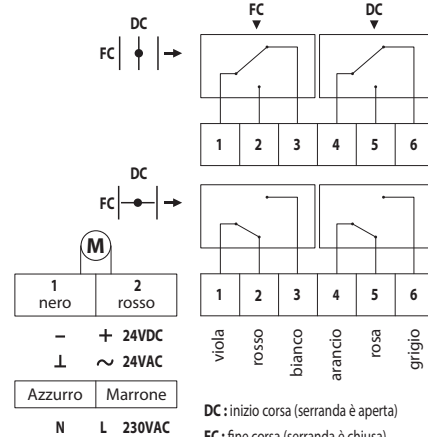 DC
FC
FC
DC
1 2 3 4 5 6
DC
FC
M
1 2
nero rosso
1 2 3 4 5 6
viola rosso bianco arancio rosa grigio
– + 24VDC
⊥ ~ 24VAC
Azzurro Marrone
N L 230VAC
DC : inizio corsa (serranda è aperta)
FC : fine corsa (serranda è chiusa)